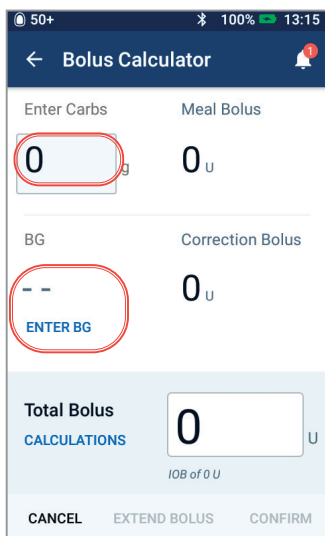 50+ 100% 13:15
← Bolus Calculator 1
Enter Carbs Meal Bolus
0 g 0 U
BG Correction Bolus
-- 0 U
ENTER BG
Total Bolus
CALCULATIONS 0 U
IOB of 0 U
CANCEL EXTEND BOLUS CONFIRM